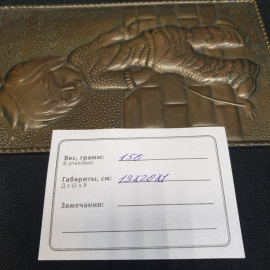 Вес, грамм: 150
В упаковке
Габариты, см: 13х20х1
Д х Ш х В
Замечания: